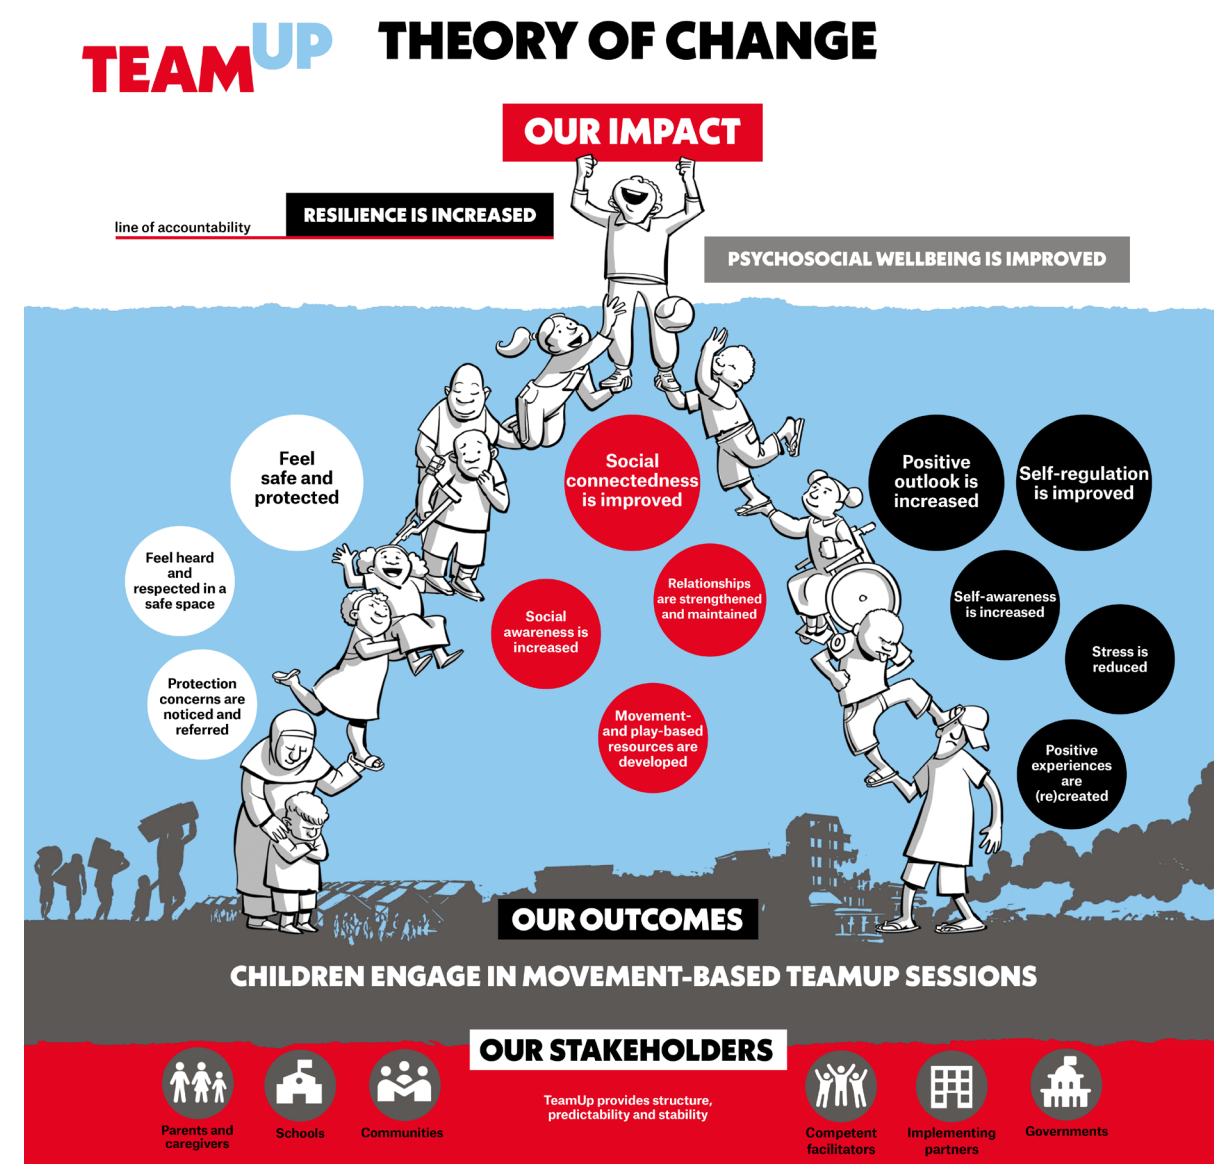 TEAMUP
THEORY OF CHANGE
OUR IMPACT
RESILIENCE IS INCREASED
line of accountability
PSYCHOSOCIAL WELLBEING IS IMPROVED
Feel
safe and
protected
Feel heard
and
respected in a
safe space
Protection
concerns are
noticed and
referred
Social
connectedness
is improved
Relationships
are strengthened
and maintained
Social
awareness is
increased
Movement-
and play-based
resources are
developed
Positive
outlook is
increased
Self-regulation
is improved
Self-awareness
is increased
Stress is
reduced
Positive
experiences
are
(re)created
OUR OUTCOMES
CHILDREN ENGAGE IN MOVEMENT-BASED TEAMUP SESSIONS
OUR STAKEHOLDERS
Parents and
caregivers
Schools
Communities
TeamUp provides structure,
predictability and stability
Competent
facilitators
Implementing
partners
Governments